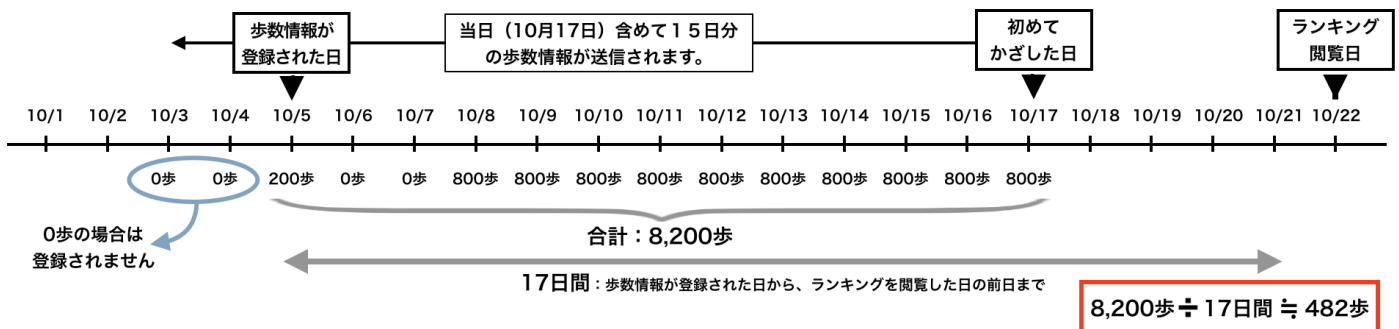 歩数情報が
登録された日
当日（10月17日）含めて１５日分
の歩数情報が送信されます。
初めて
かざした日
ランキング
閲覧日
10/1 10/2 10/3 10/4 10/5 10/6 10/7 10/8 10/9 10/10 10/11 10/12 10/13 10/14 10/15 10/16 10/17 10/18 10/19 10/20 10/21 10/22
0歩 0歩 200歩 0歩 0歩 800歩 800歩 800歩 800歩 800歩 800歩 800歩 800歩 800歩 800歩
0歩の場合は
登録されません
合計：8,200歩
17日間：歩数情報が登録された日から、ランキングを閲覧した日の前日まで
8,200歩÷17日間≒482歩